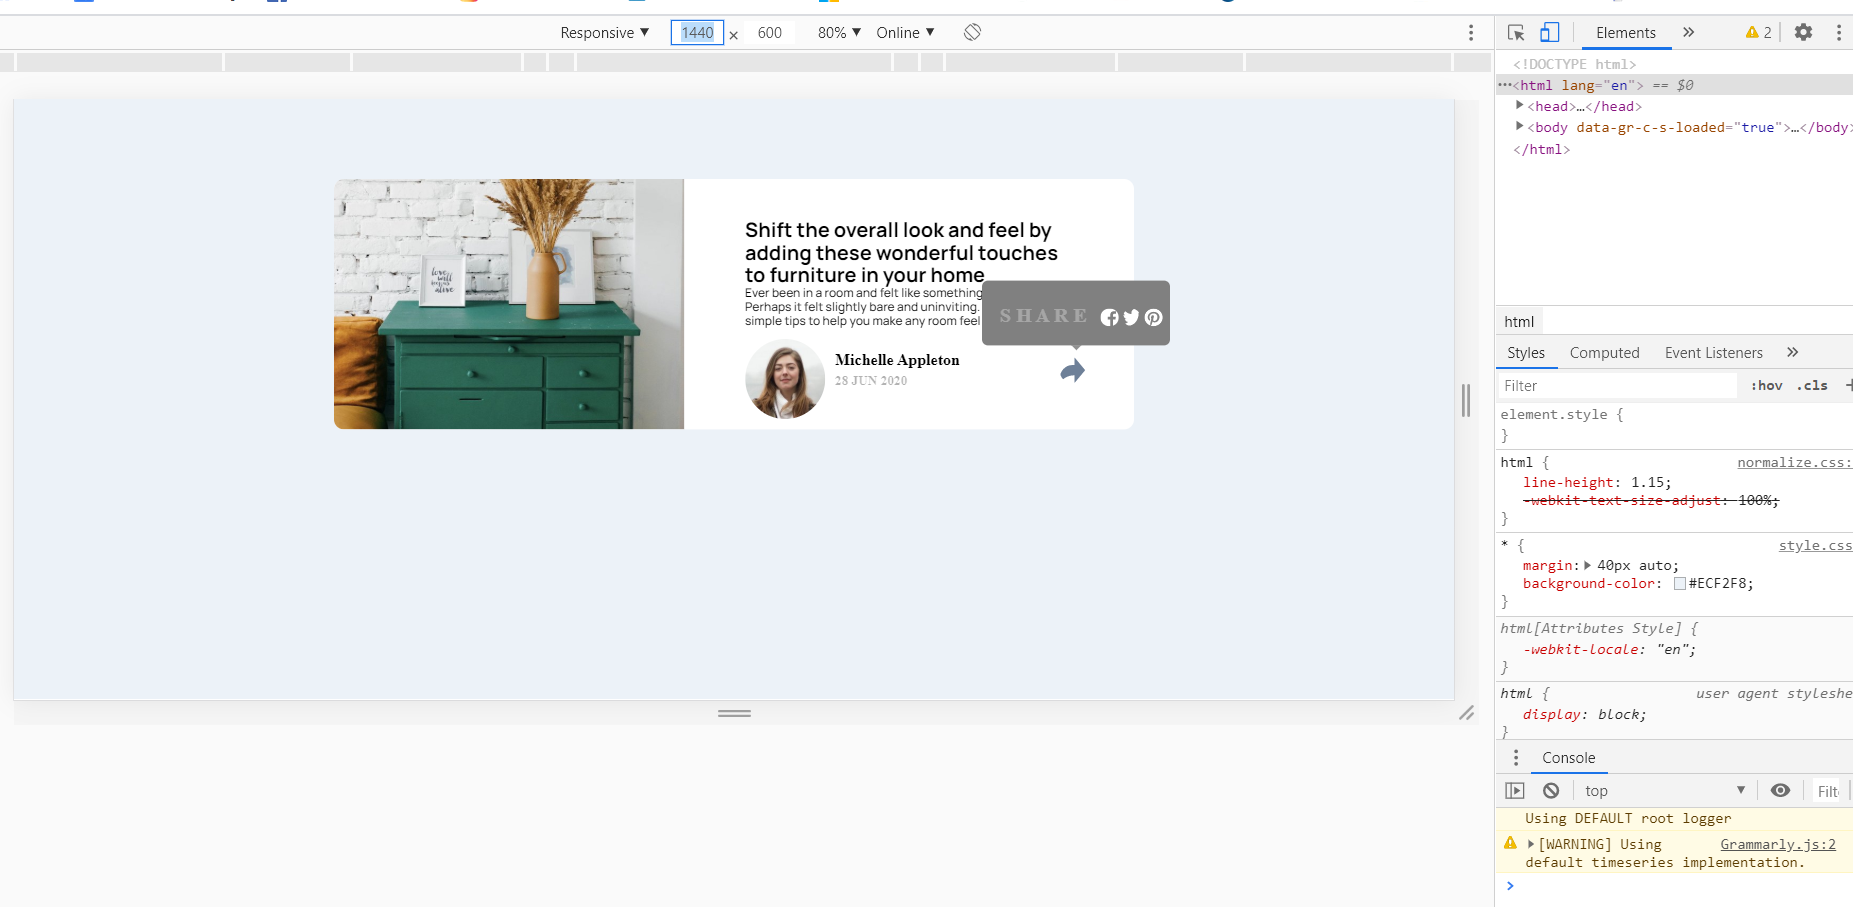 Responsive ▼ 1440 × 600 80% ▼ Online ▼
Elements » 2
<!DOCTYPE html>
…<html lang="en"> == $0
<head>…</head>
<body data-gr-c-s-loaded="true">…</body>
</html>
Shift the overall look and feel by
adding these wonderful touches
to furniture in your home
Ever been in a room and felt like something
Perhaps it felt slightly bare and uninviting.
simple tips to help you make any room feel
SHARE
Michelle Appleton
28 JUN 2020
love
will
keep us
alive
html
Styles Computed Event Listeners »
Filter :hov .cls +
element.style {
}
html { normalize.css:
line-height: 1.15;
-webkit-text-size-adjust: 100%;
}
* { style.css
margin: 40px auto;
background-color: #ECF2F8;
}
html[Attributes Style] {
-webkit-locale: "en";
}
html { user agent styleshe
display: block;
}
Console
top ▼ Filt
Using DEFAULT root logger
[WARNING] Using Grammarly.js:2
default timeseries implementation.